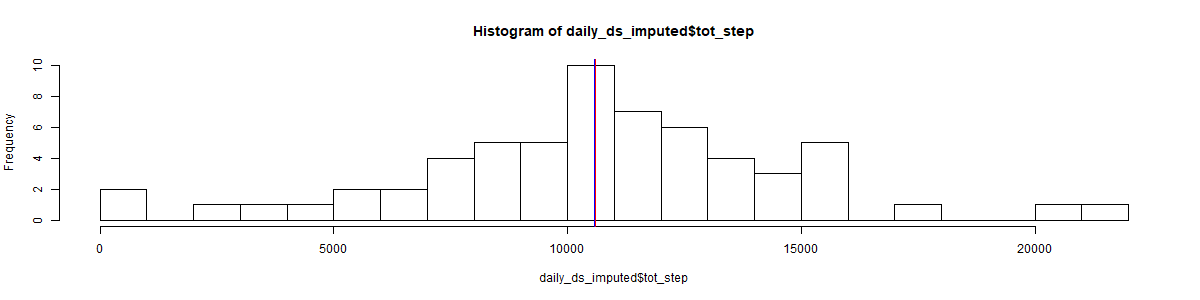 Histogram of daily_ds_imputed$tot_step
Frequency
10
8
6
4
2
0
0 5000 10000 15000 20000
daily_ds_imputed$tot_step